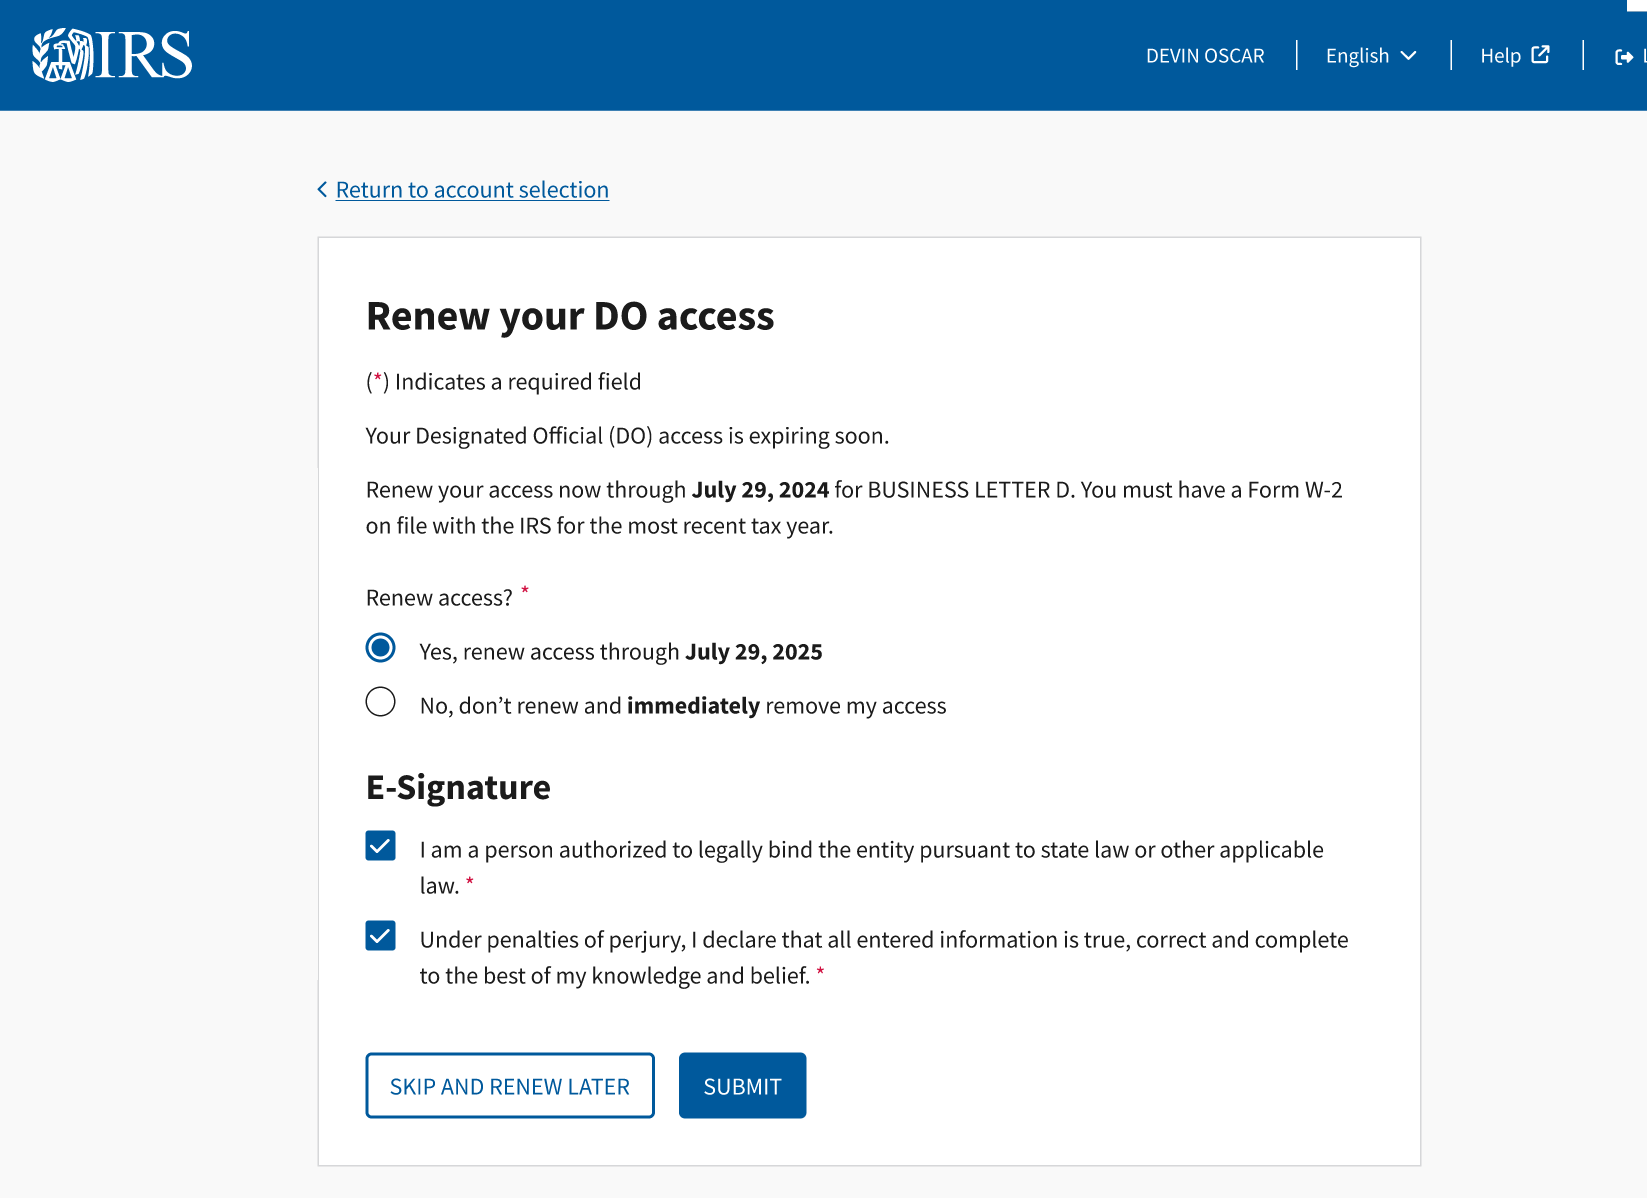 IRS
DEVIN OSCAR
English
Help
Return to account selection
Renew your DO access
(*) Indicates a required field
Your Designated Official (DO) access is expiring soon.
Renew your access now through July 29, 2024 for BUSINESS LETTER D. You must have a Form W-2
on file with the IRS for the most recent tax year.
Renew access? *
Yes, renew access through July 29, 2025
No, don’t renew and immediately remove my access
E-Signature
I am a person authorized to legally bind the entity pursuant to state law or other applicable
law. *
Under penalties of perjury, I declare that all entered information is true, correct and complete
to the best of my knowledge and belief. *
SKIP AND RENEW LATER
SUBMIT